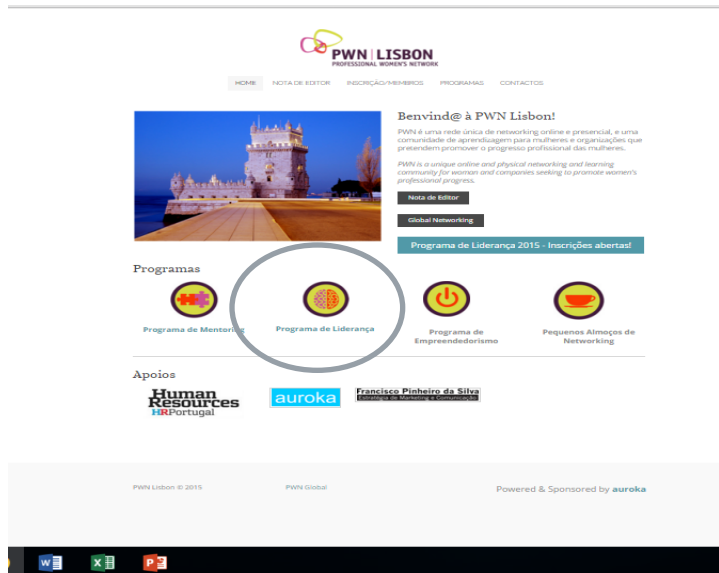 PWN | LISBON
PROFESSIONAL WOMEN'S NETWORK
HOME NOTA DE EDITOR INSCRIÇÃO/MEMBROS PROGRAMAS CONTACTOS
Benvind@ à PWN Lisbon!
PWN é uma rede única de networking online e presencial, e uma
comunidade de aprendizagem para mulheres e organizações que
pretendem promover o progresso profissional das mulheres.
PWN is a unique online and physical networking and learning
community for woman and companies seeking to promote women's
professional progress.
Nota de Editor
Global Networking
Programa de Liderança 2015 - Inscrições abertas!
Programas
Programa de Mentoring
Programa de Liderança
Programa de
Empreendedorismo
Pequenos Almoços de
Networking
Apoios
Human
Resources
HRPortugal
auroka
Francisco Pinheiro da Silva
Estratégia de Marketing e Comunicação
PWN Lisbon © 2015 PWN Global Powered & Sponsored by auroka